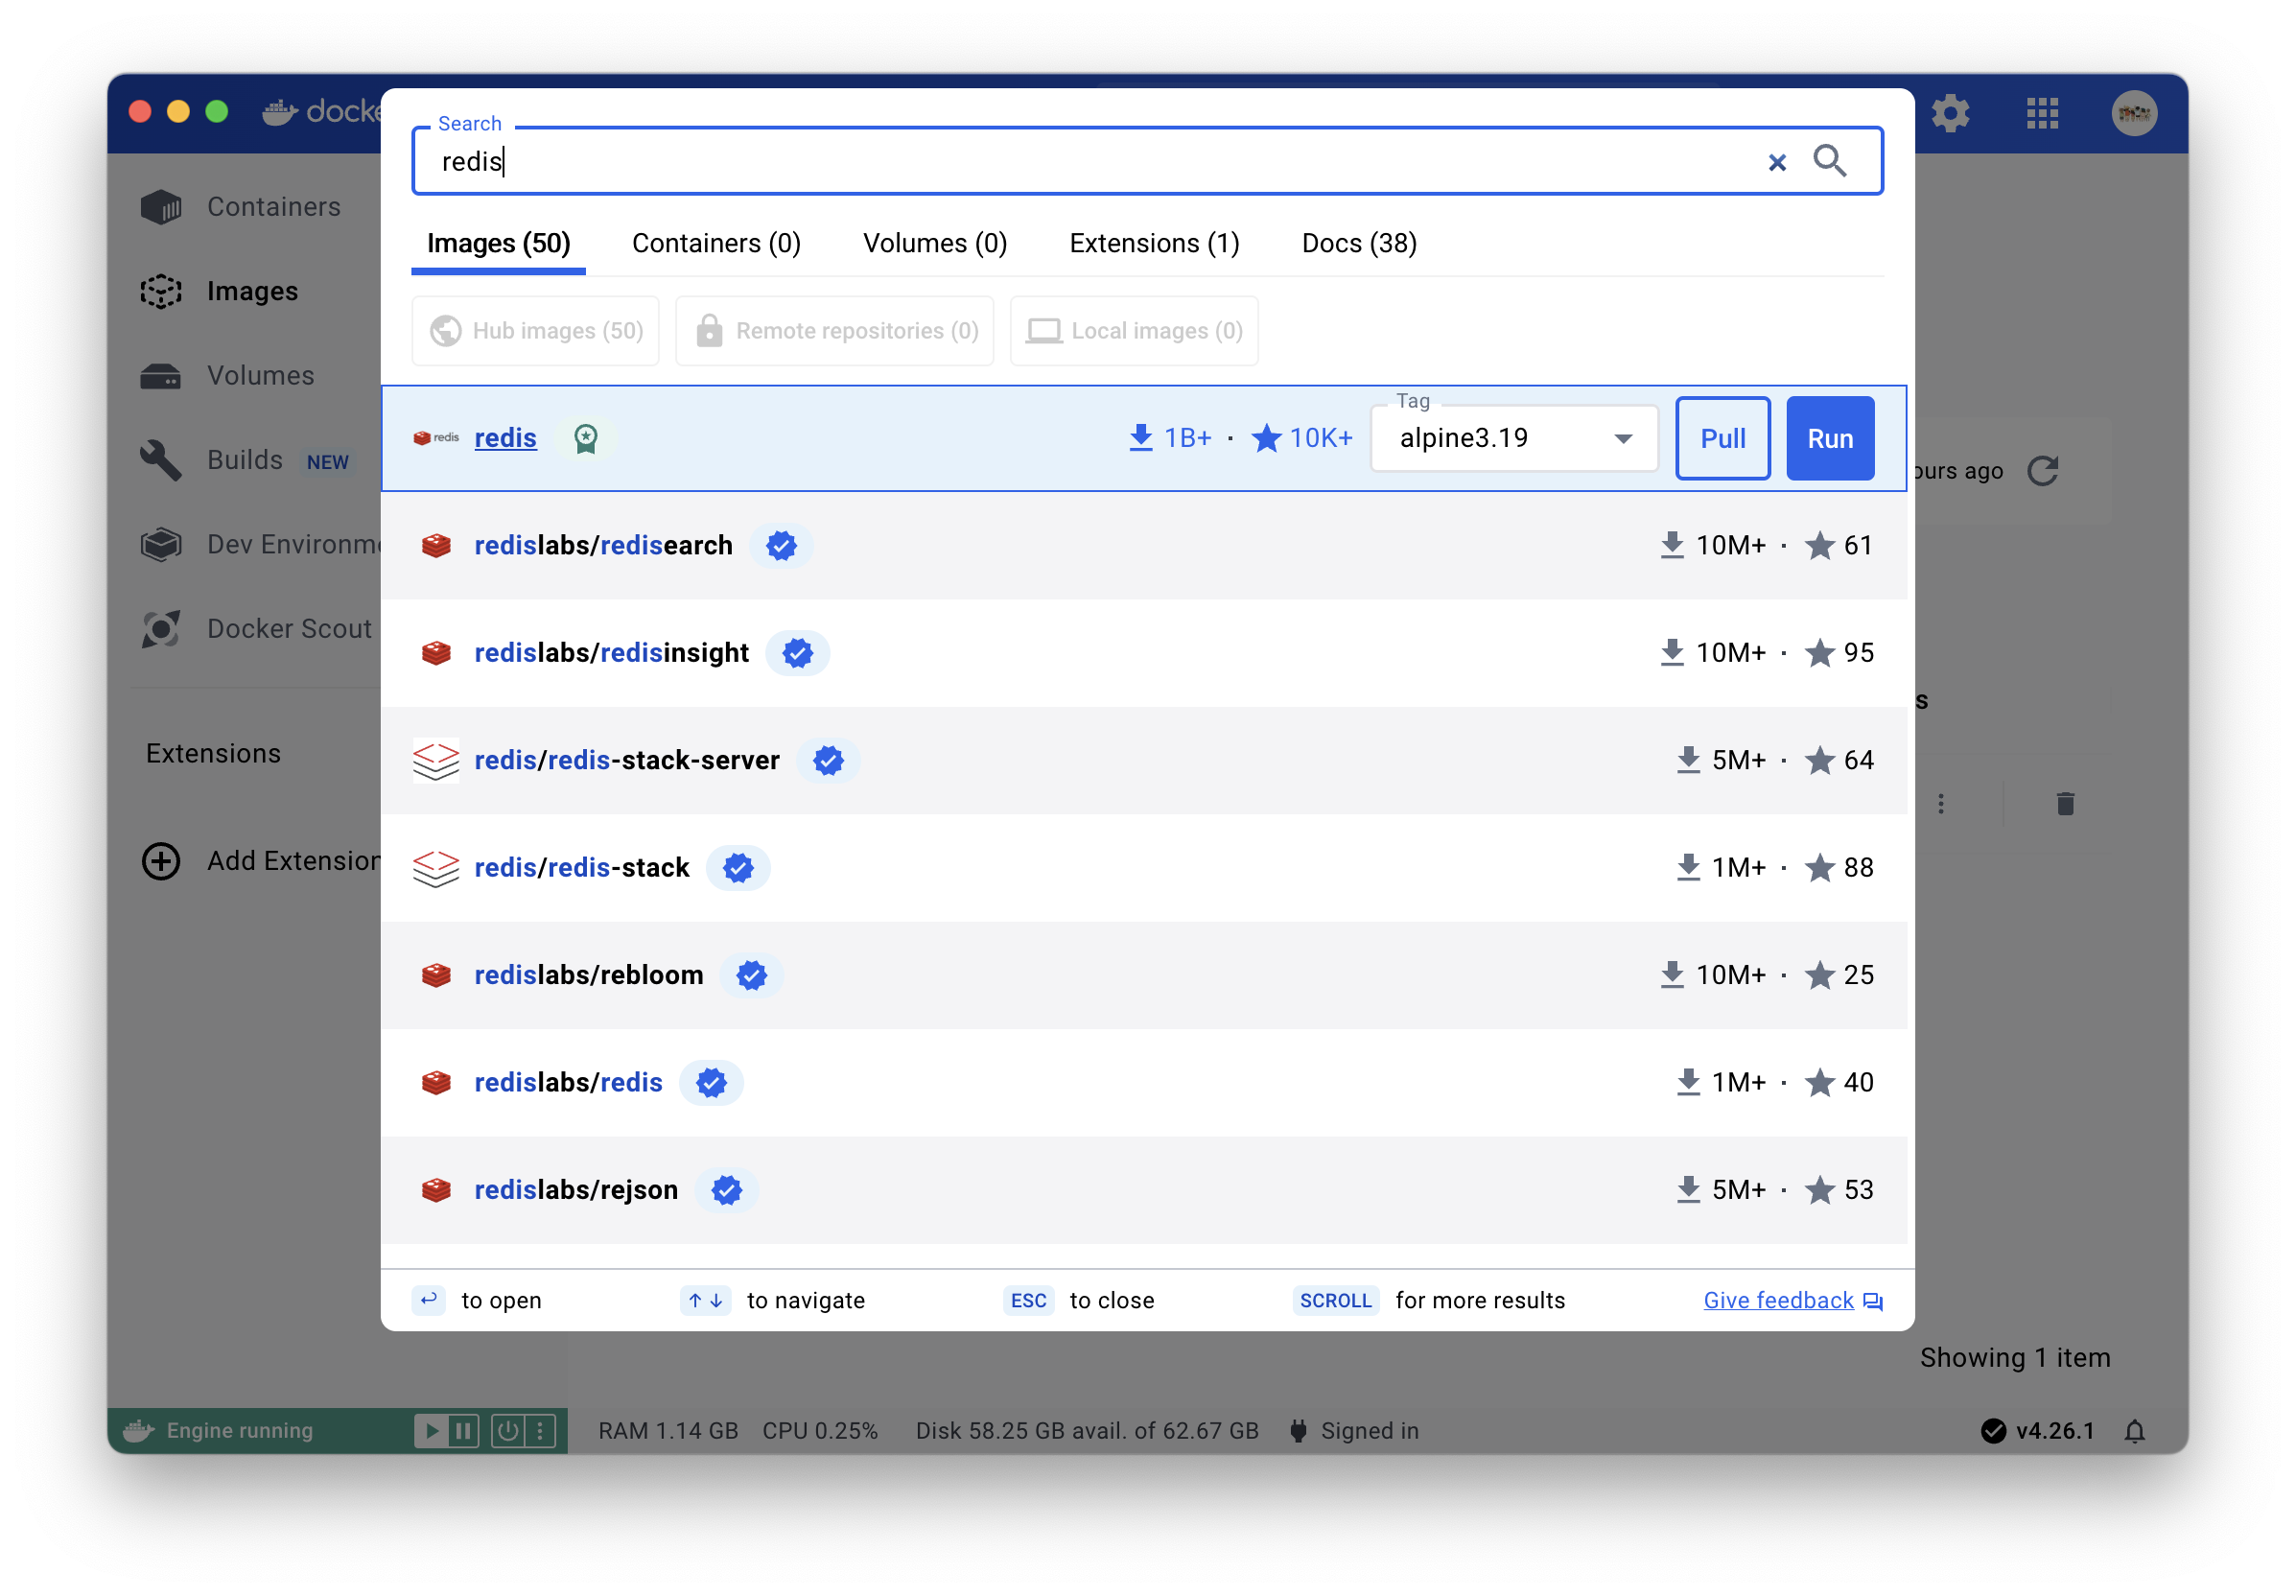 docke
Search
redis
Containers
Images
Volumes
Builds NEW
Dev Environme
Docker Scout
Extensions
Add Extension
Images (50) Containers (0) Volumes (0) Extensions (1) Docs (38)
Hub images (50) Remote repositories (0) Local images (0)
redis redis 1B+ · 10K+ Tag alpine3.19 Pull Run
ours ago
redislabs/redisearch 10M+ · 61
redislabs/redisinsight 10M+ · 95
s
redis/redis-stack-server 5M+ · 64
redis/redis-stack 1M+ · 88
redislabs/rebloom 10M+ · 25
redislabs/redis 1M+ · 40
redislabs/rejson 5M+ · 53
to open ↑ ↓ to navigate ESC to close SCROLL for more results Give feedback
Showing 1 item
Engine running RAM 1.14 GB CPU 0.25% Disk 58.25 GB avail. of 62.67 GB Signed in v4.26.1